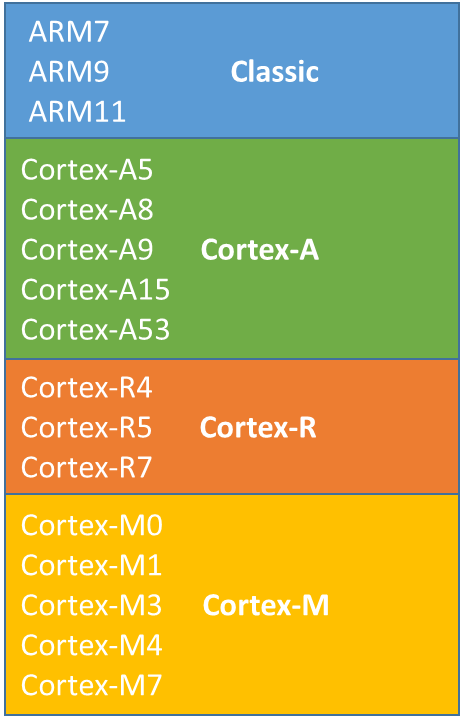 ARM7
ARM9 Classic
ARM11
Cortex-A5
Cortex-A8
Cortex-A9 Cortex-A
Cortex-A15
Cortex-A53
Cortex-R4
Cortex-R5 Cortex-R
Cortex-R7
Cortex-M0
Cortex-M1
Cortex-M3 Cortex-M
Cortex-M4
Cortex-M7